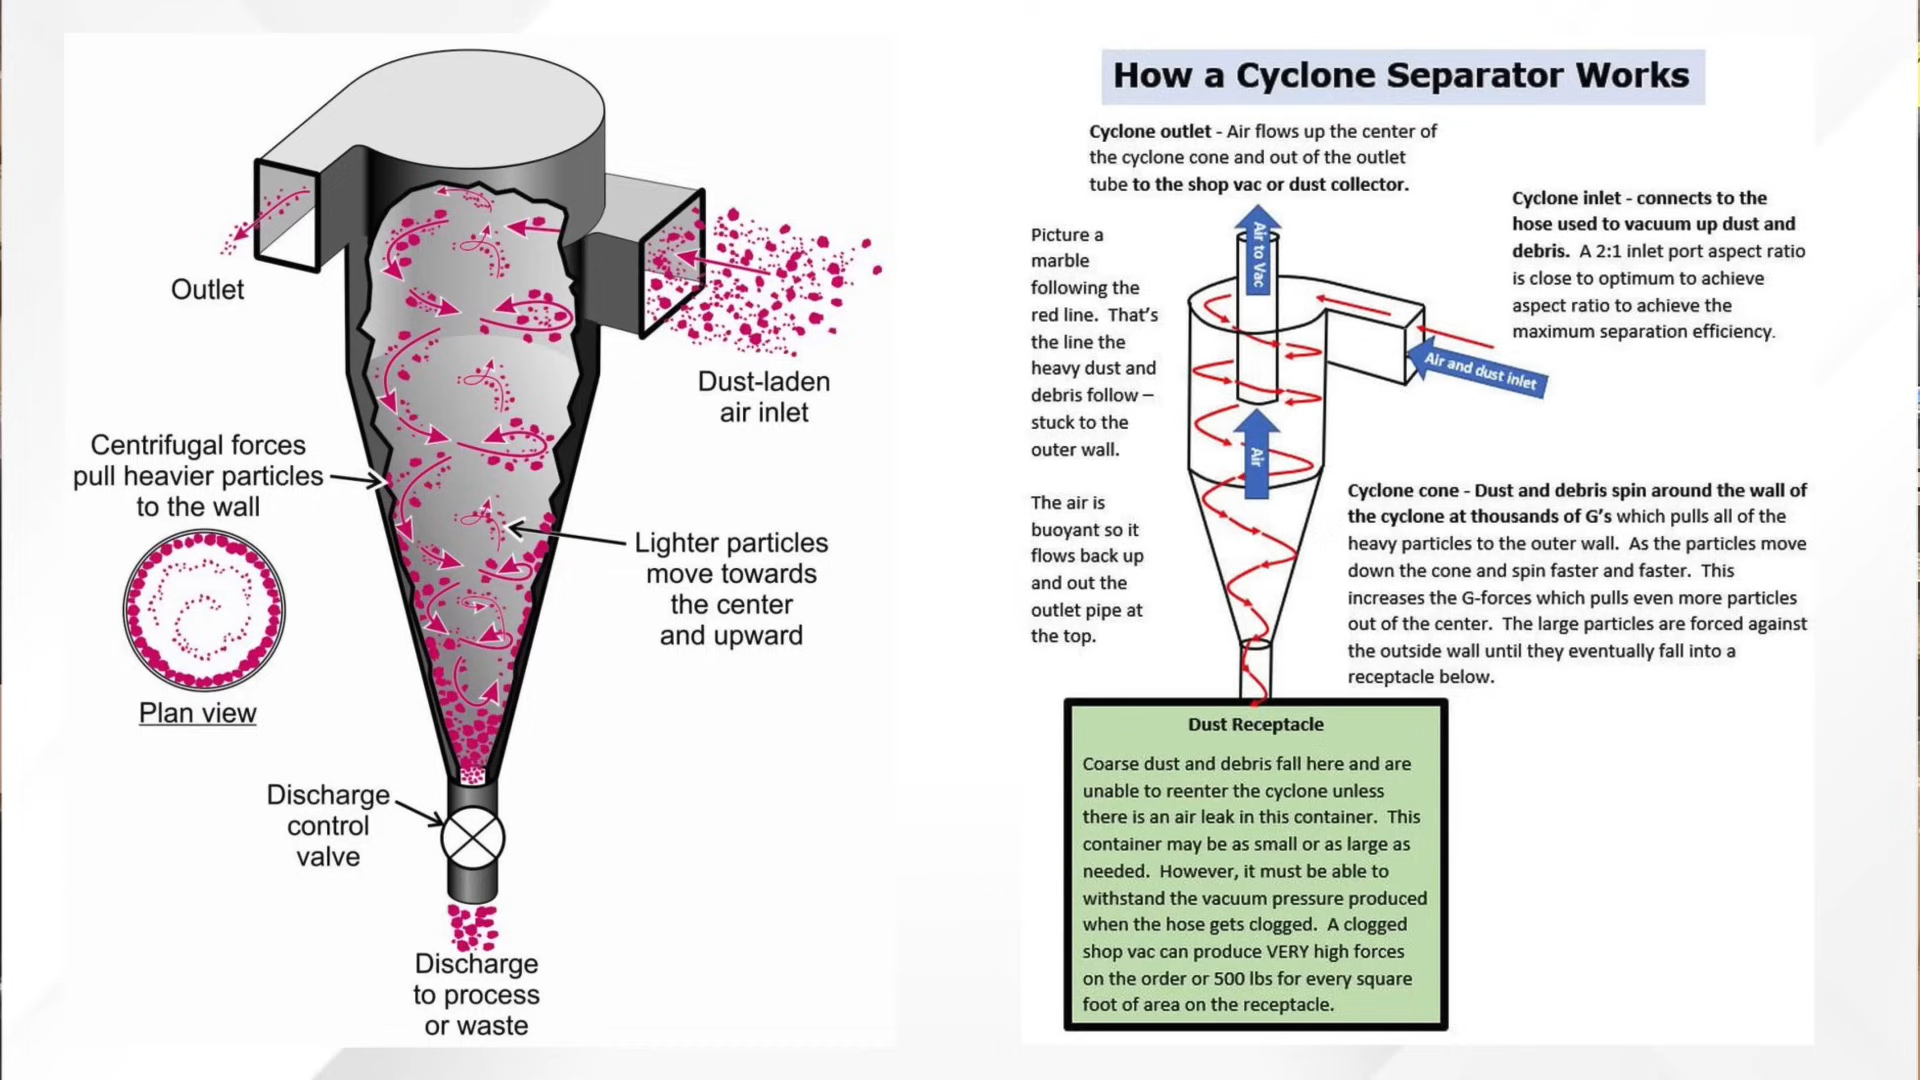 Outlet
Dust-laden
air inlet
Centrifugal forces
pull heavier particles
to the wall
Lighter particles
move towards
the center
and upward
Plan view
Discharge
control
valve
Discharge
to process
or waste
How a Cyclone Separator Works
Cyclone outlet - Air flows up the center of
the cyclone cone and out of the outlet
tube to the shop vac or dust collector.
Cyclone inlet - connects to the
hose used to vacuum up dust and
debris.  A 2:1 inlet port aspect ratio
is close to optimum to achieve
aspect ratio to achieve the
maximum separation efficiency.
Picture a
marble
following the
red line.  That's
the line the
heavy dust and
debris follow –
stuck to the
outer wall.
The air is
buoyant so it
flows back up
and out the
outlet pipe at
the top.
Air to Vac
Air and dust inlet
Air
Cyclone cone - Dust and debris spin around the wall of
the cyclone at thousands of G's which pulls all of the
heavy particles to the outer wall.  As the particles move
down the cone and spin faster and faster.  This
increases the G-forces which pulls even more particles
out of the center.  The large particles are forced against
the outside wall until they eventually fall into a
receptacle below.
Dust Receptacle
Coarse dust and debris fall here and are
unable to reenter the cyclone unless
there is an air leak in this container.  This
container may be as small or as large as
needed.  However, it must be able to
withstand the vacuum pressure produced
when the hose gets clogged.  A clogged
shop vac can produce VERY high forces
on the order or 500 lbs for every square
foot of area on the receptacle.